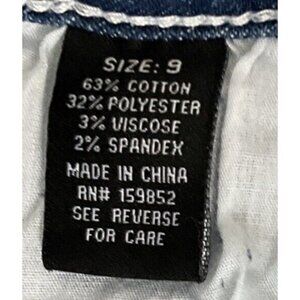 SIZE: 9
63% COTTON
32% POLYESTER
3% VISCOSE
2% SPANDEX
MADE IN CHINA
RN# 159852
SEE REVERSE
FOR CARE